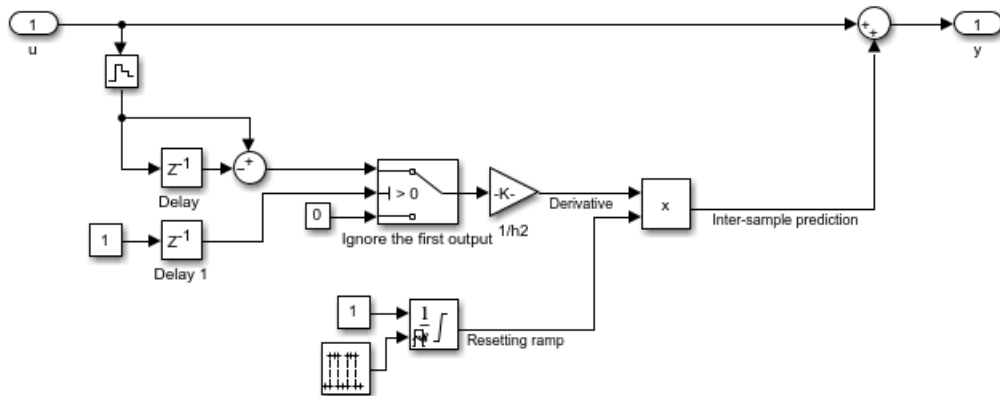 1
u
+
+
1
y
Z-1
Delay
+
−
> 0
0
Ignore the first output
-K-
1/h2
Derivative
x
Inter-sample prediction
1
Z-1
Delay 1
1
1
Resetting ramp